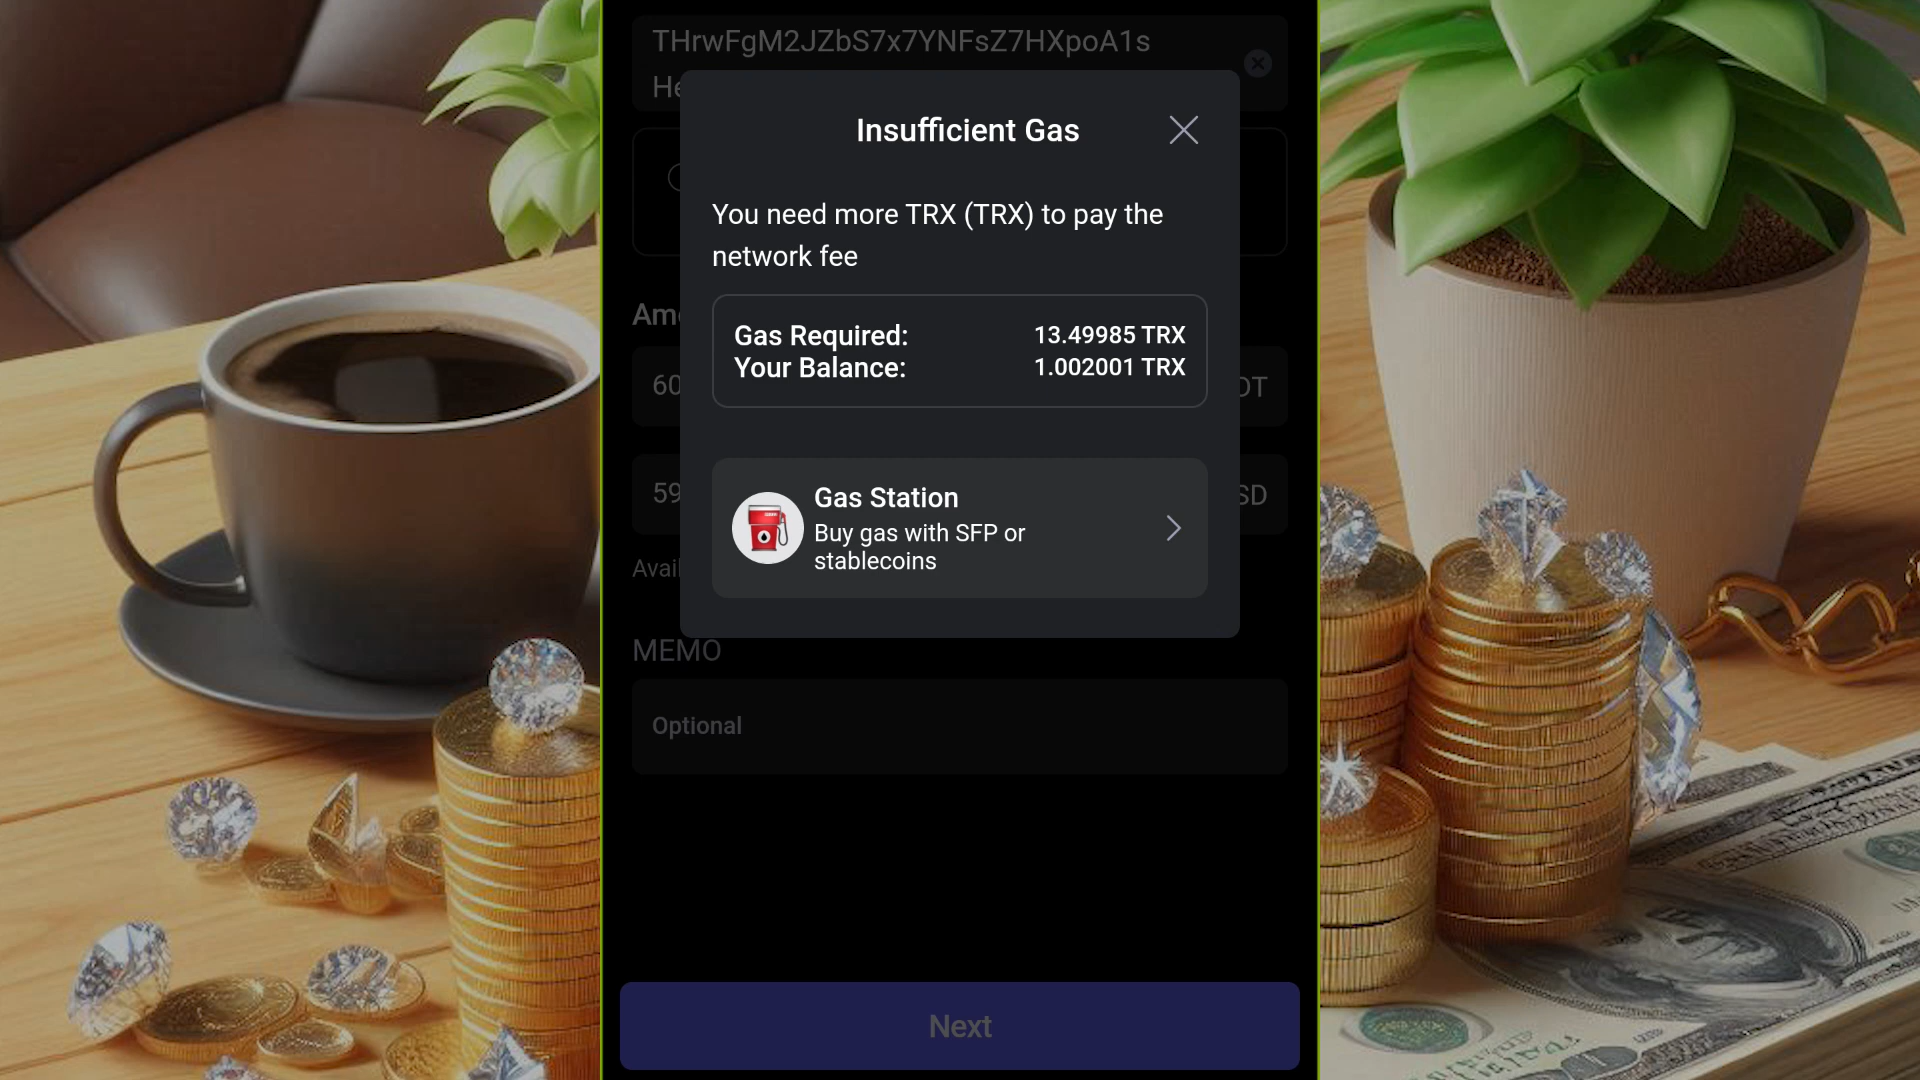 THrwFgM2JZbS7x7YNFsZ7HXpoA1s
He
Insufficient Gas
You need more TRX (TRX) to pay the
network fee
Gas Required: 13.49985 TRX
Your Balance: 1.002001 TRX
Gas Station
Buy gas with SFP or
stablecoins
MEMO
Optional
Next